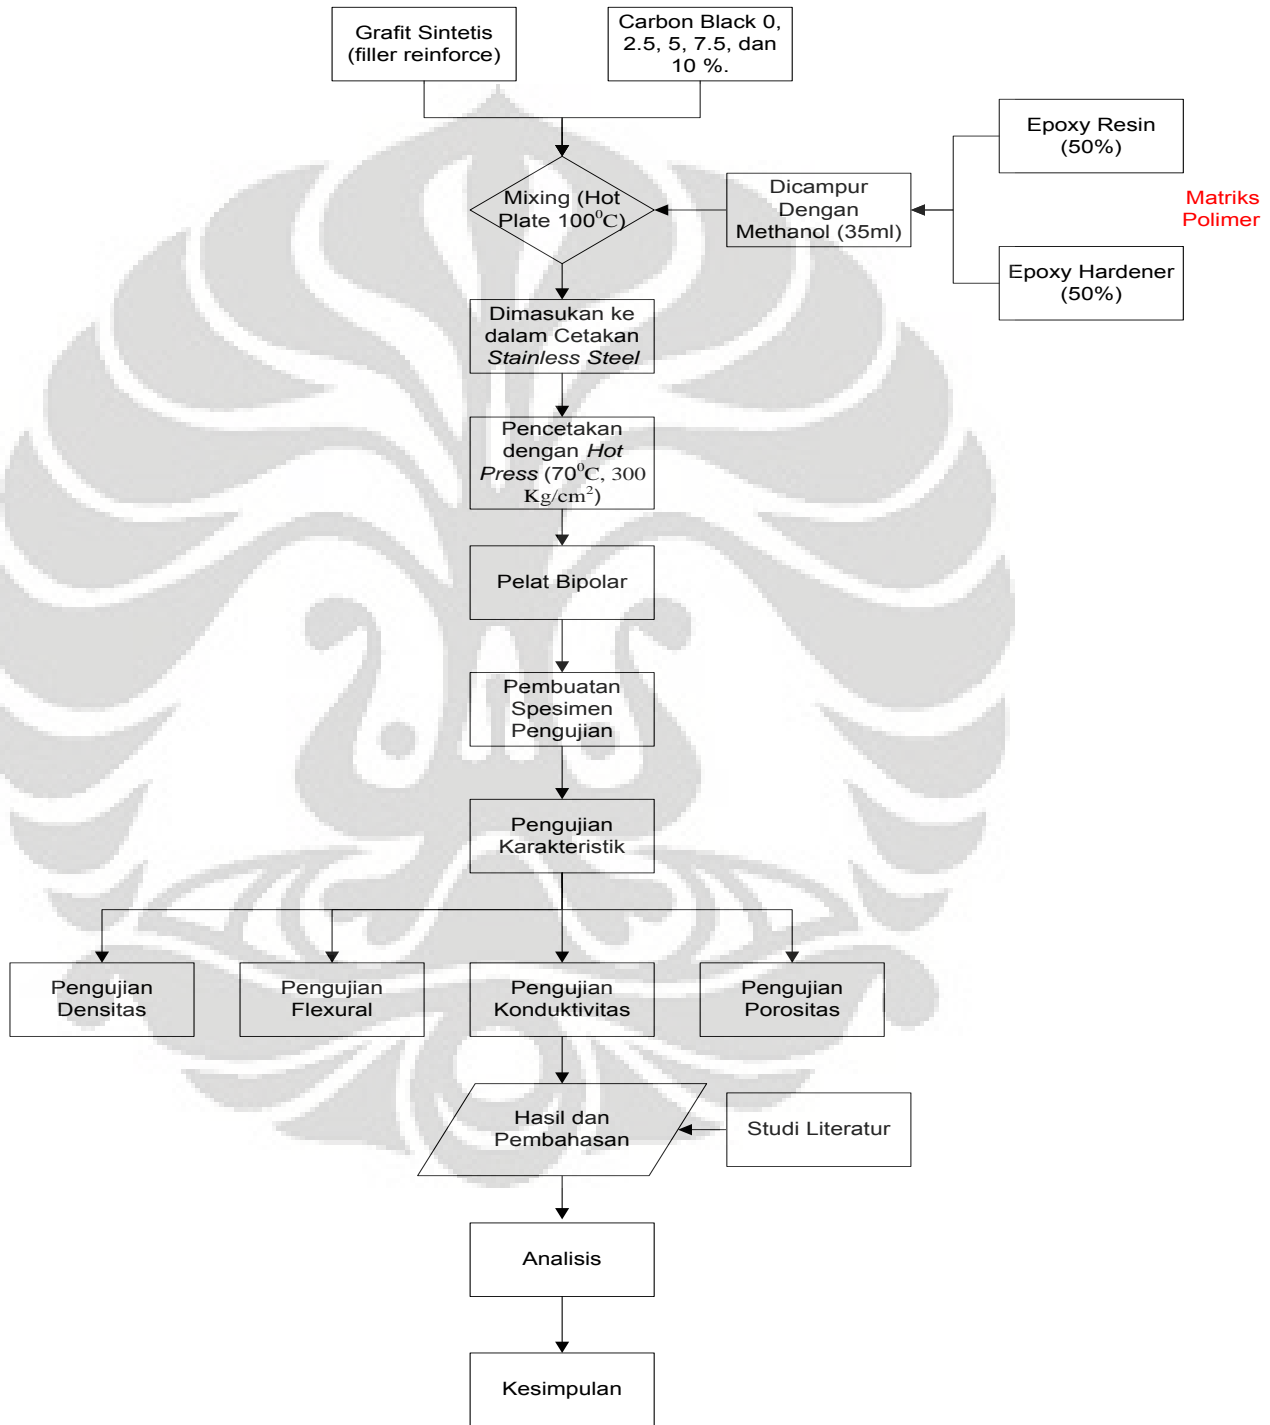 Grafit Sintetis
(filler reinforce)
Carbon Black 0,
2.5, 5, 7.5, dan
10 %.
Epoxy Resin
(50%)
Matriks
Polimer
Mixing (Hot
Plate 100⁰C)
Dicampur
Dengan
Methanol (35ml)
Epoxy Hardener
(50%)
Dimasukan ke
dalam Cetakan
Stainless Steel
Pencetakan
dengan Hot
Press (70⁰C, 300
Kg/cm²)
Pelat Bipolar
Pembuatan
Spesimen
Pengujian
Pengujian
Karakteristik
Pengujian
Densitas
Pengujian
Flexural
Pengujian
Konduktivitas
Pengujian
Porositas
Hasil dan
Pembahasan
Studi Literatur
Analisis
Kesimpulan